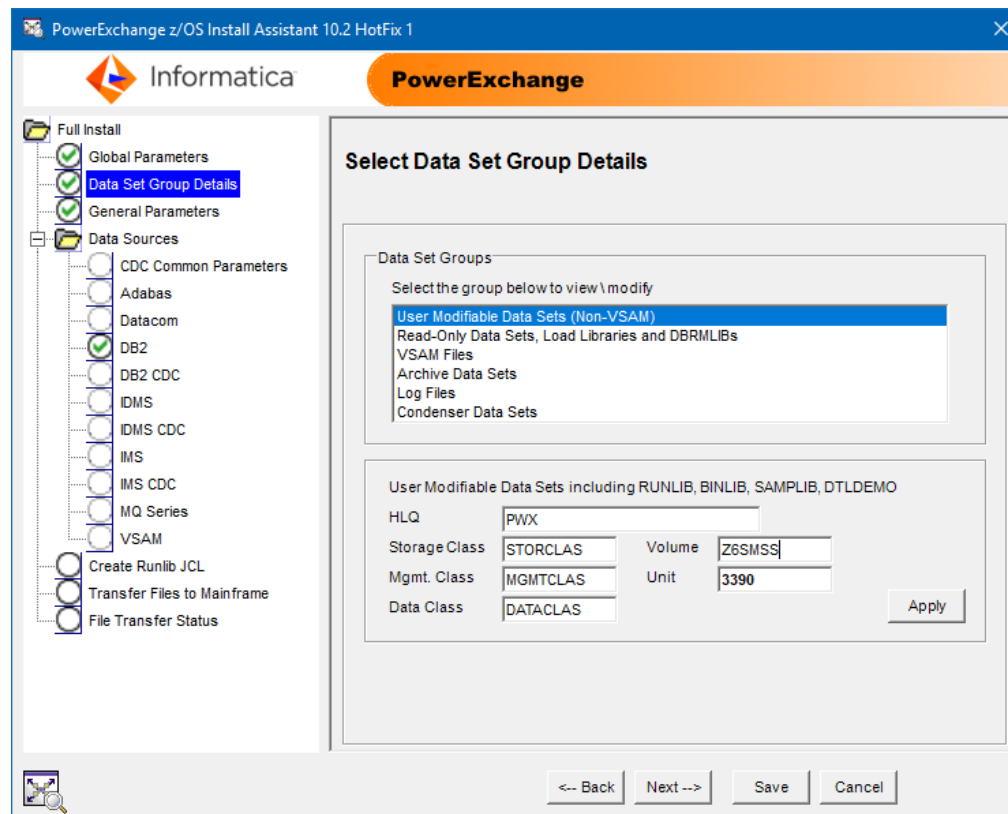 PowerExchange z/OS Install Assistant 10.2 HotFix 1
Informatica
PowerExchange
Full Install
Global Parameters
Data Set Group Details
General Parameters
Data Sources
CDC Common Parameters
Adabas
Datacom
DB2
DB2 CDC
IDMS
IDMS CDC
IMS
IMS CDC
MQ Series
VSAM
Create Runlib JCL
Transfer Files to Mainframe
File Transfer Status
Select Data Set Group Details
Data Set Groups
Select the group below to view \ modify
User Modifiable Data Sets (Non-VSAM)
Read-Only Data Sets, Load Libraries and DBRMLIBs
VSAM Files
Archive Data Sets
Log Files
Condenser Data Sets
User Modifiable Data Sets including RUNLIB, BINLIB, SAMPLIB, DTLDEMO
HLQ PWX
Storage Class STORCLAS Volume Z6SMSS
Mgmt. Class MGMTCLAS Unit 3390
Data Class DATACLAS
Apply
<-- Back Next --> Save Cancel